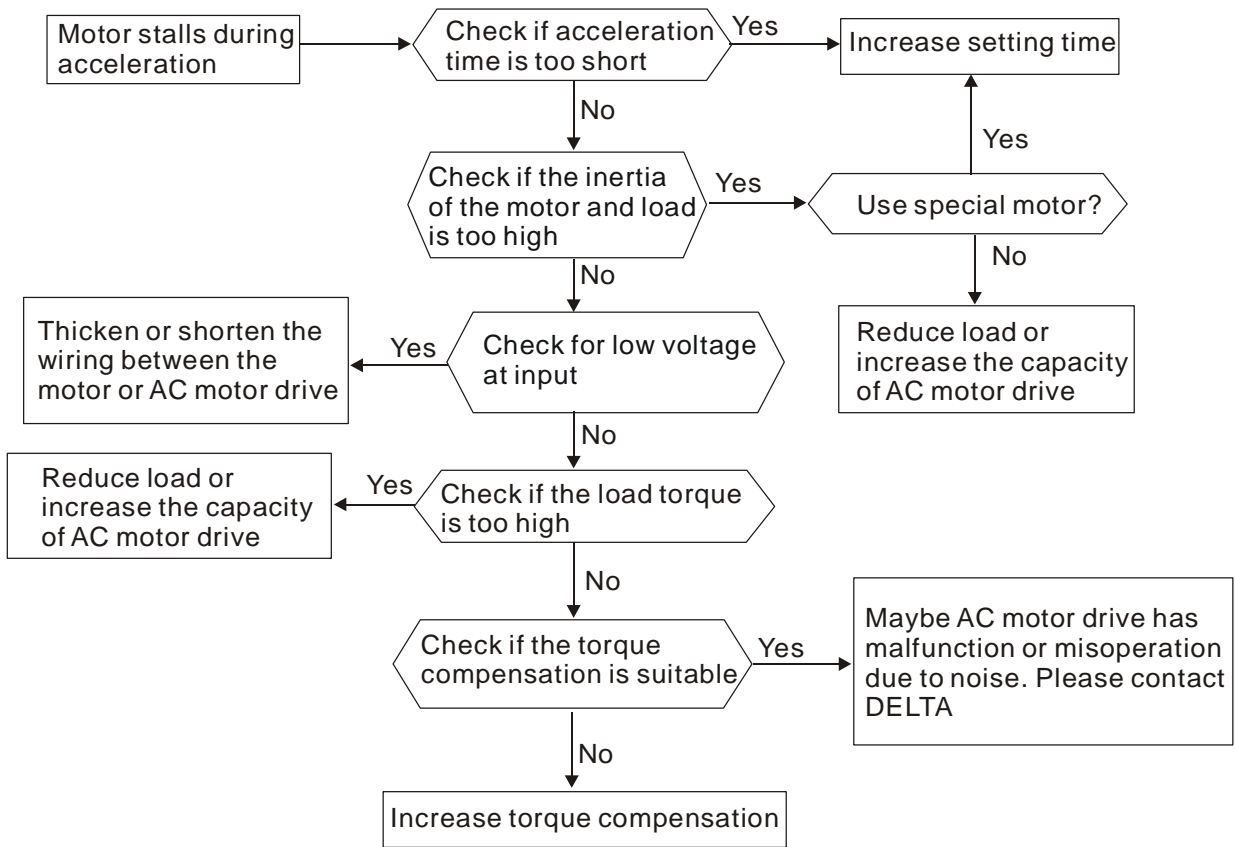 Motor stalls during
acceleration
Check if acceleration
time is too short
Yes
Increase setting time
No
Yes
Check if the inertia
of the motor and load
is too high
Yes
Use special motor?
No
No
Thicken or shorten the
wiring between the
motor or AC motor drive
Yes
Check for low voltage
at input
Reduce load or
increase the capacity
of AC motor drive
No
Reduce load or
increase the capacity
of AC motor drive
Yes
Check if the load torque
is too high
No
Check if the torque
compensation is suitable
Yes
Maybe AC motor drive has
malfunction or misoperation
due to noise. Please contact
DELTA
No
Increase torque compensation